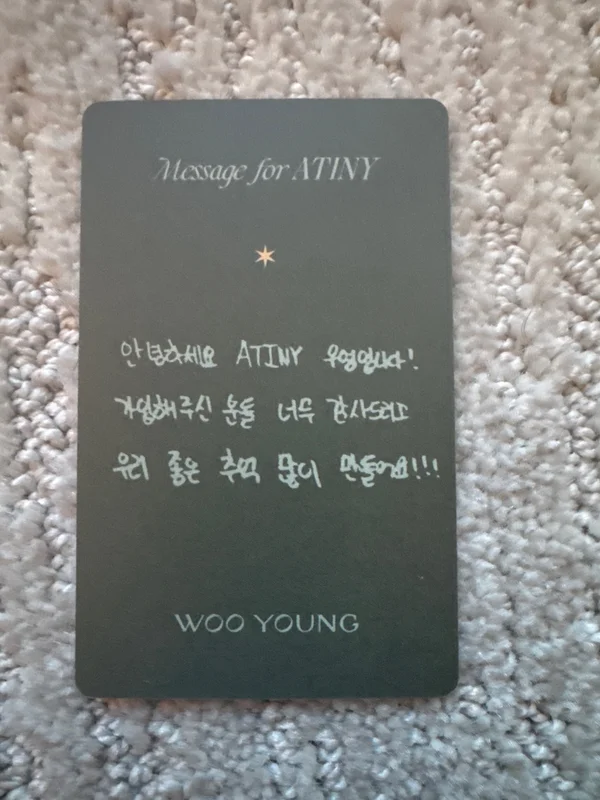 Message for ATINY
안녕하세요 ATINY 우영입니다!
가입해주신 분들 너무 감사드리고
우리 좋은 추억 많이 만들어요!!!
WOO YOUNG